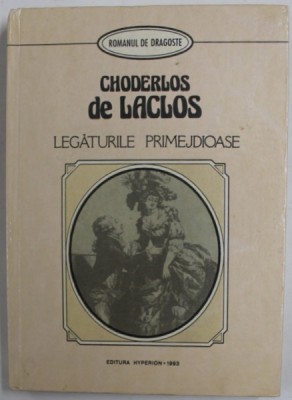 ROMANUL DE DRAGOSTE
CHODERLOS
de LACLOS
LEGĂTURILE PRIMEJDIOASE
EDITURA HYPERION • 1993